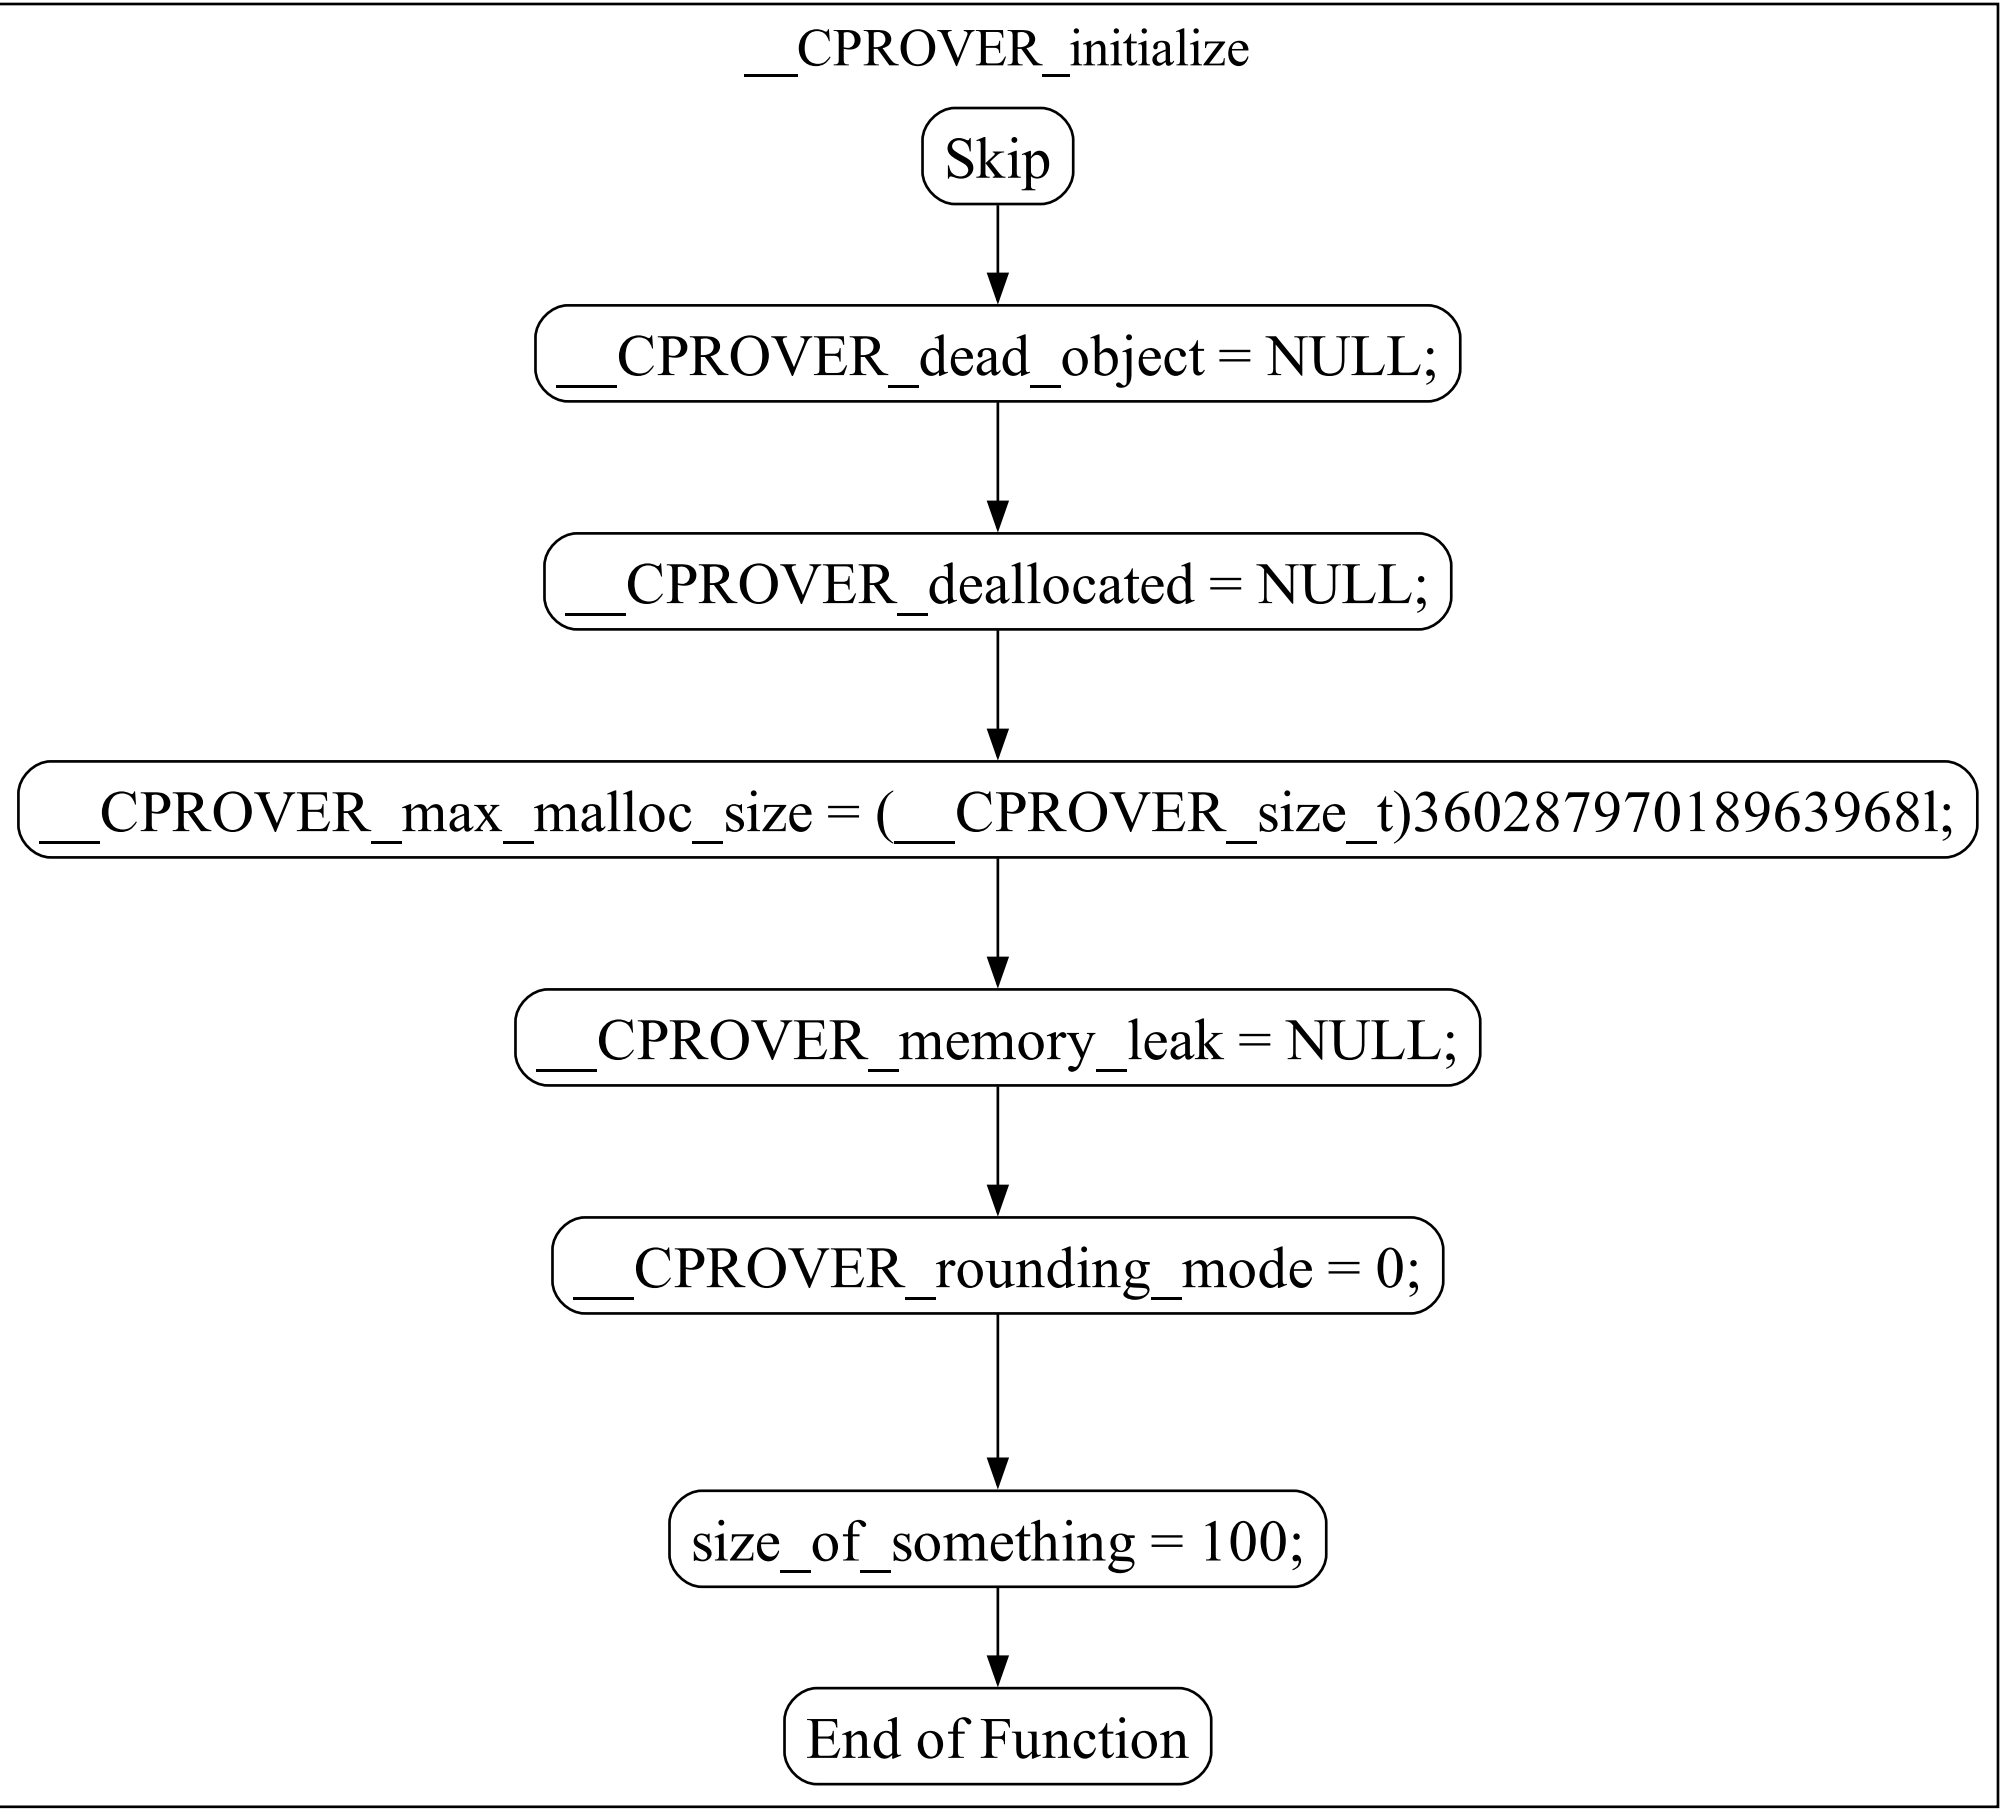 __CPROVER_initialize
Skip
__CPROVER_dead_object = NULL;
__CPROVER_deallocated = NULL;
__CPROVER_max_malloc_size = (__CPROVER_size_t)36028797018963968l;
__CPROVER_memory_leak = NULL;
__CPROVER_rounding_mode = 0;
size_of_something = 100;
End of Function